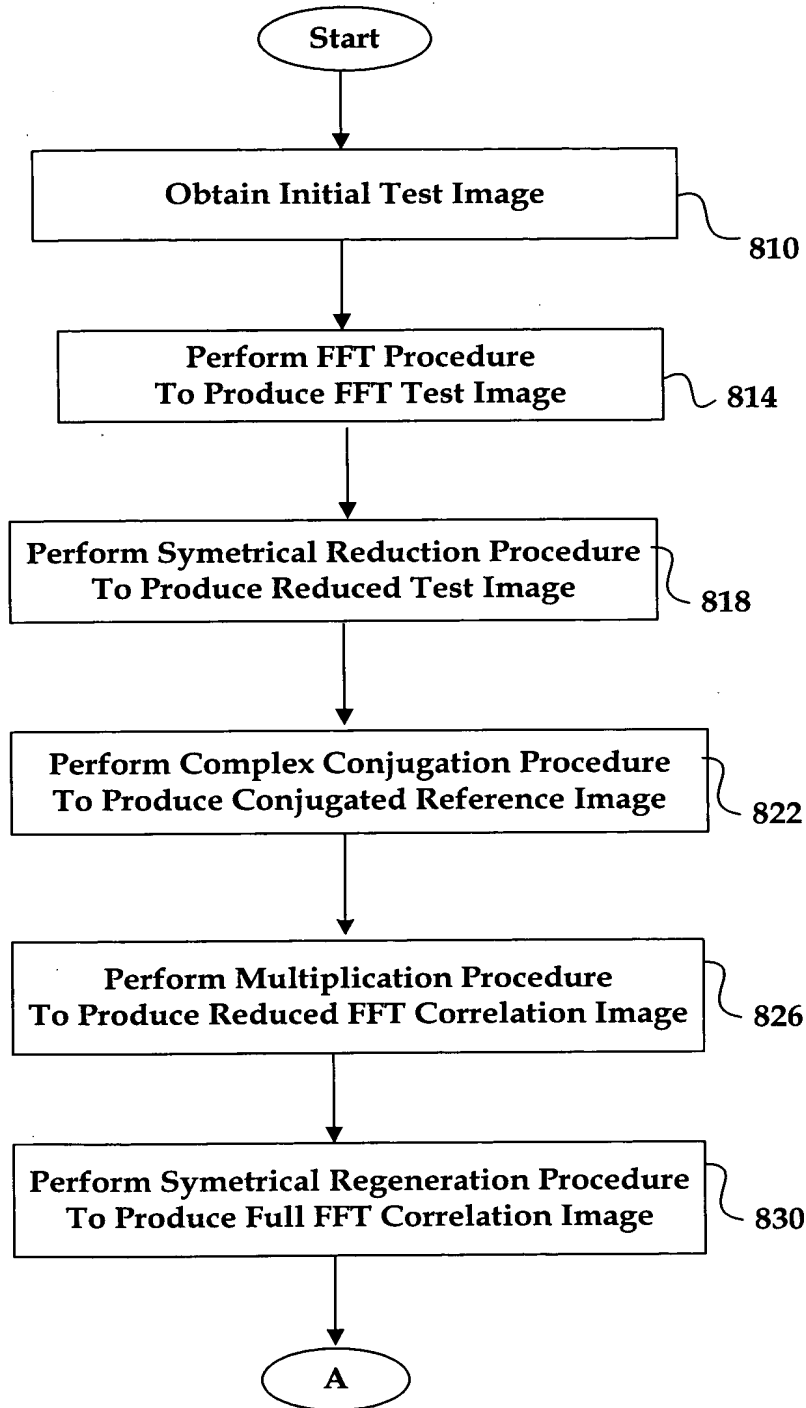 Start
Obtain Initial Test Image
810
Perform FFT Procedure
To Produce FFT Test Image
814
Perform Symetrical Reduction Procedure
To Produce Reduced Test Image
818
Perform Complex Conjugation Procedure
To Produce Conjugated Reference Image
822
Perform Multiplication Procedure
To Produce Reduced FFT Correlation Image
826
Perform Symetrical Regeneration Procedure
To Produce Full FFT Correlation Image
830
A